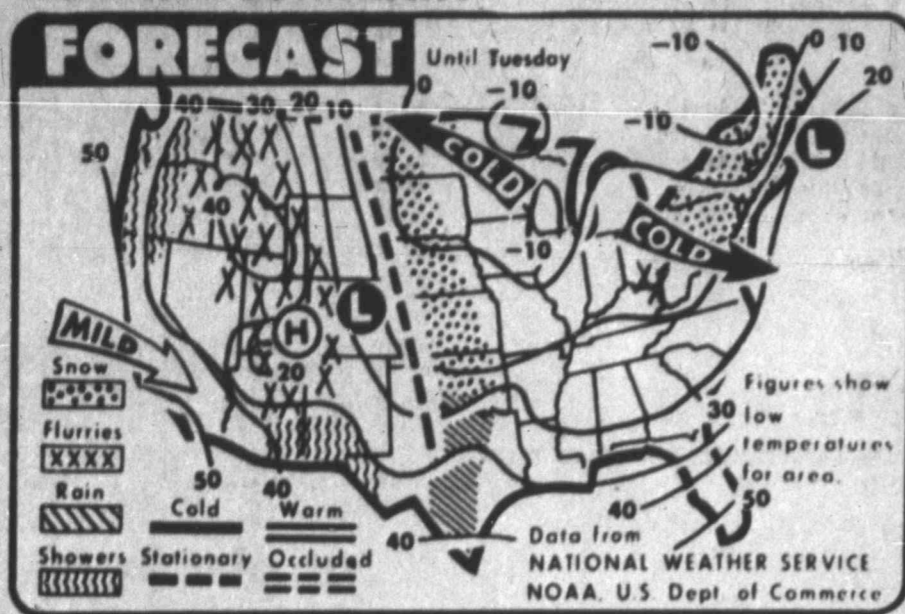 FORECAST
Until Tuesday
-10
0
10
20
-10
0
-10
40 30 20 10
50
L
COLD
40
-10
COLD
MILD
H
L
20
Snow
Flurries
XXXX
Rain
Showers
50
40
Cold
Warm
Stationary
Occluded
40
Figures show
30
low
temperatures
for area.
50
40
Data from
NATIONAL WEATHER SERVICE
NOAA, U.S. Dept. of Commerce